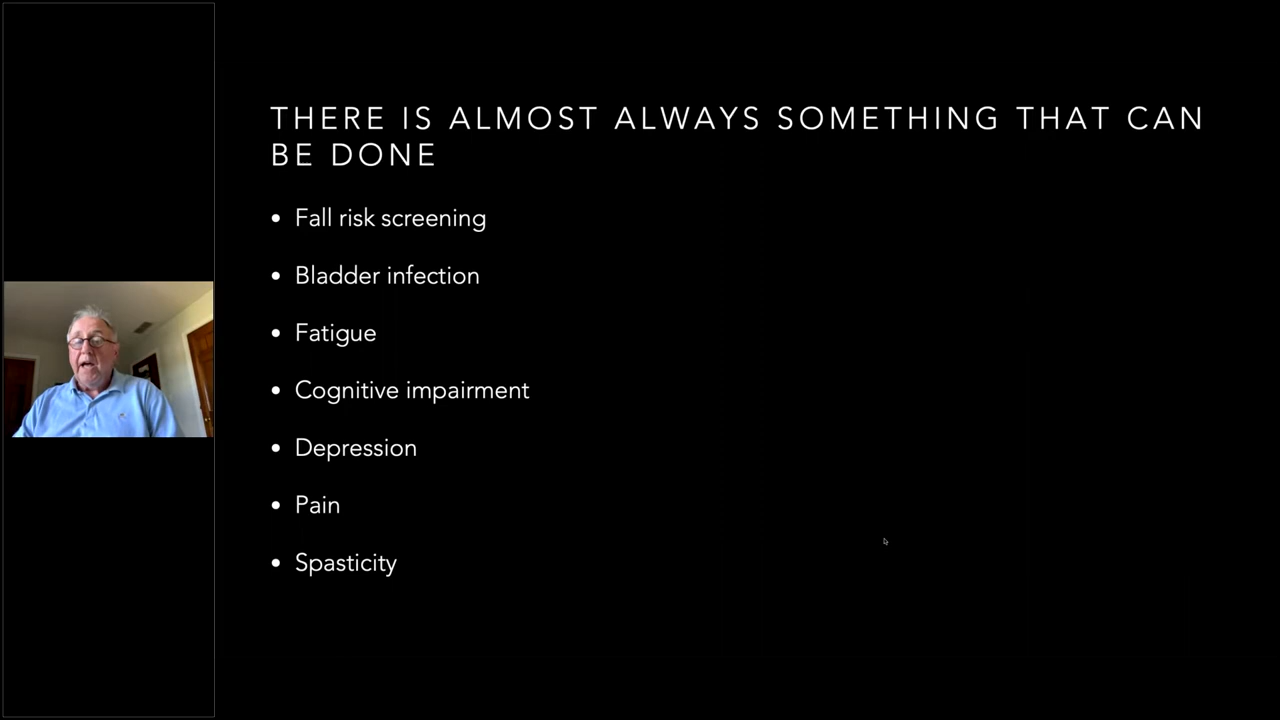 THERE IS ALMOST ALWAYS SOMETHING THAT CAN
BE DONE
• Fall risk screening
• Bladder infection
• Fatigue
• Cognitive impairment
• Depression
• Pain
• Spasticity